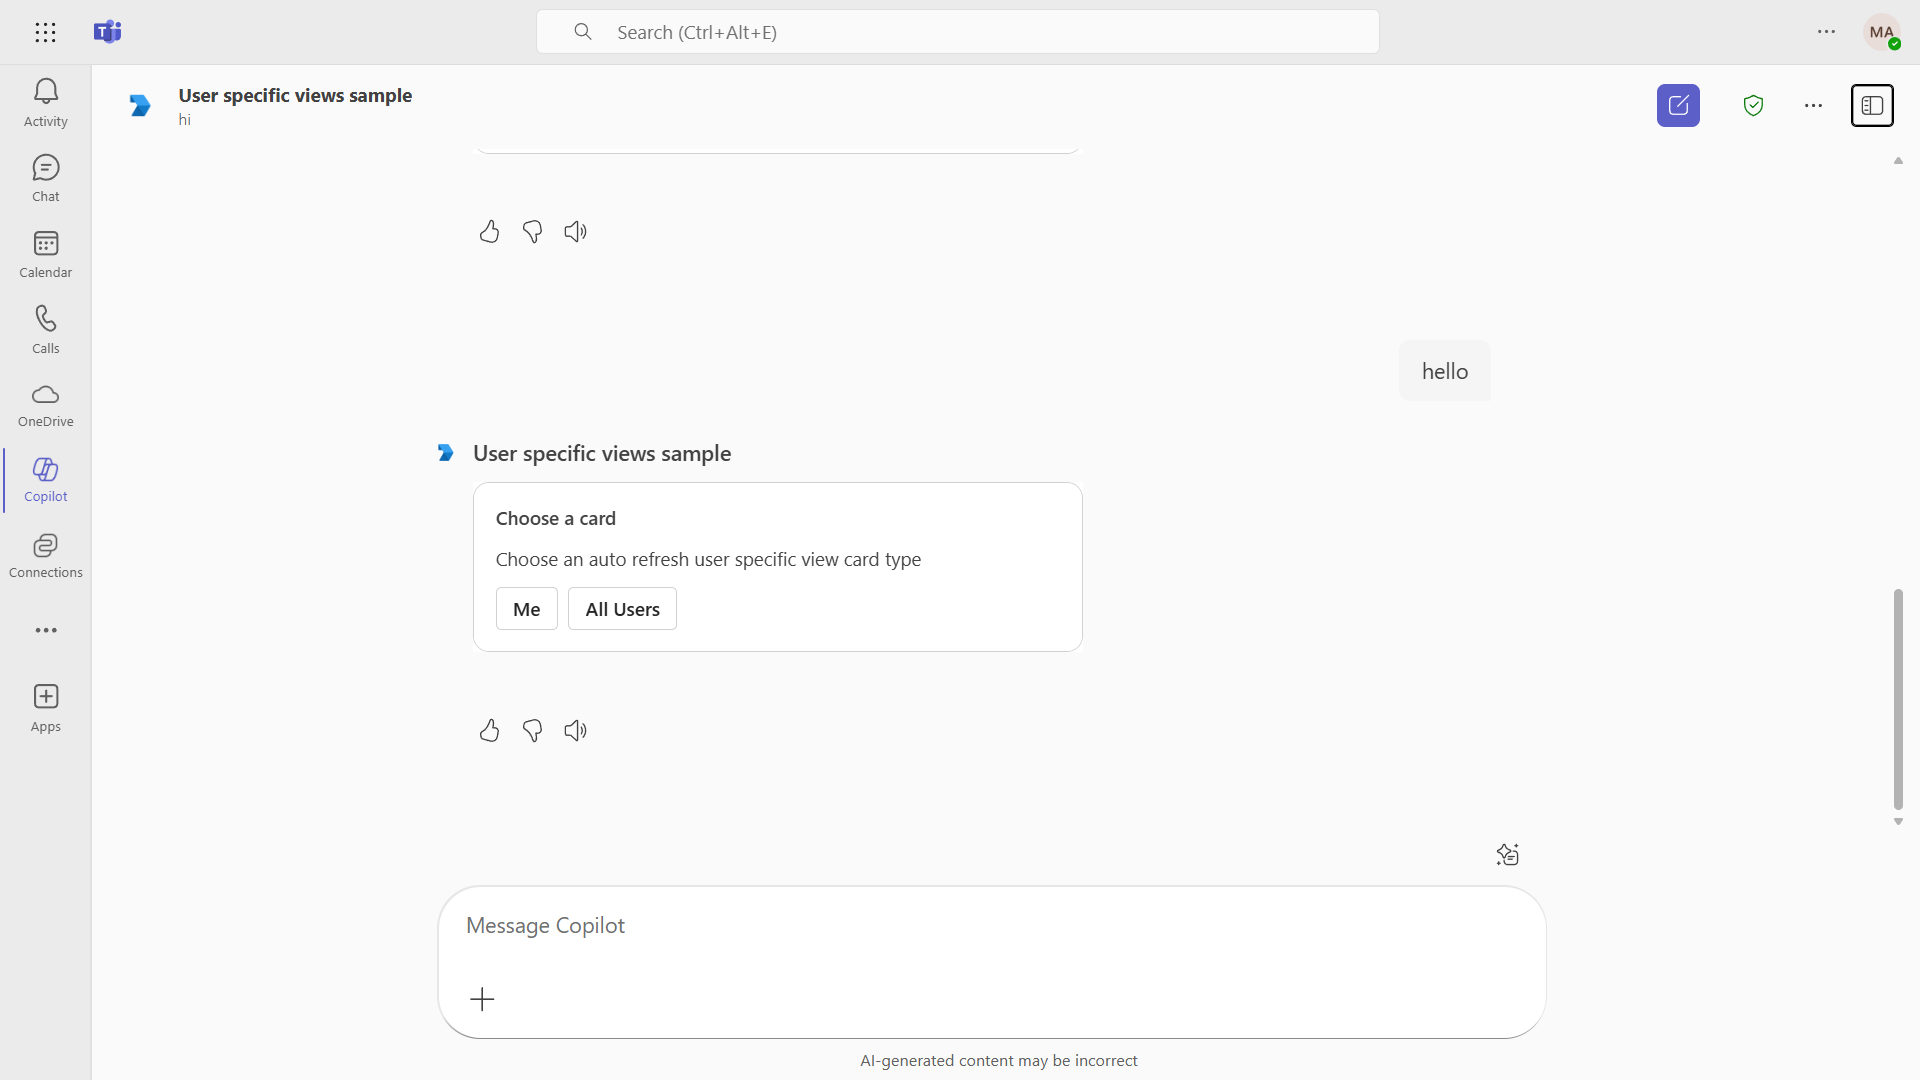 Search (Ctrl+Alt+E)
MA
Activity
Chat
Calendar
Calls
OneDrive
Copilot
Connections
Apps
User specific views sample
hi
hello
User specific views sample
Choose a card
Choose an auto refresh user specific view card type
Me
All Users
Message Copilot
AI-generated content may be incorrect